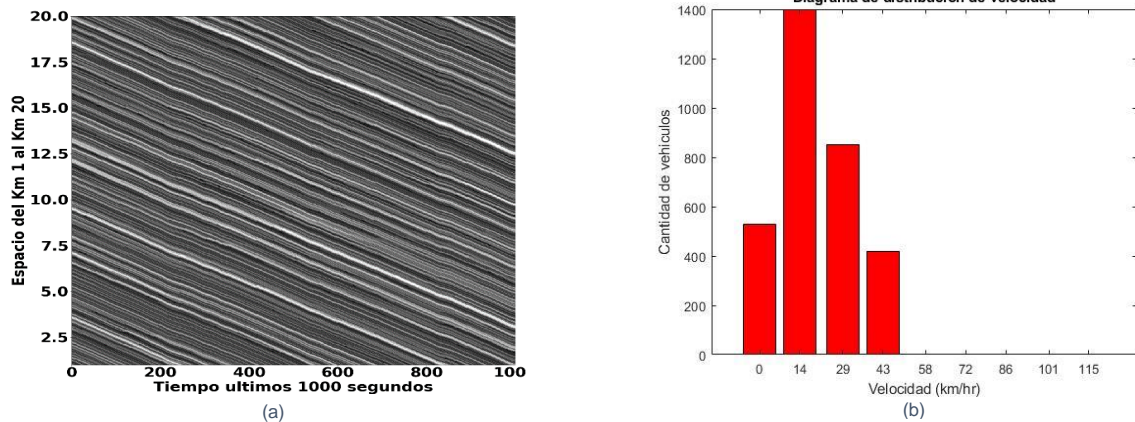 Diagrama de distribución de velocidad
20.0
17.5
15.0
12.5
10.0
7.5
5.0
2.5
Espacio del Km 1 al Km 20
0 200 400 600 800 100
Tiempo ultimos 1000 segundos
(a)
1400
1200
1000
800
600
400
200
0
Cantidad de vehiculos
0 14 29 43 58 72 86 101 115
Velocidad (km/hr)
(b)